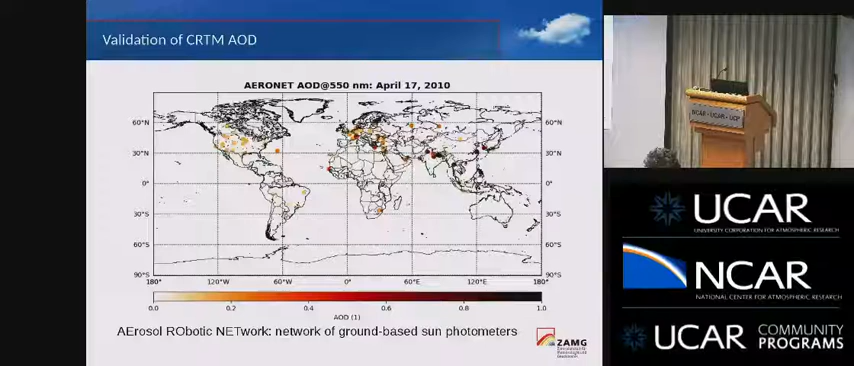 Validation of CRTM AOD
AERONET AOD@550 nm: April 17, 2010
60°N
60°N
30°N
30°N
0°
0°
30°S
30°S
60°S
60°S
90°S
90°S
180°
120°W
60°W
0°
60°E
120°E
180°
0.0
0.2
0.4
0.6
0.8
1.0
AOD (1)
AErosol RObotic NETwork: network of ground-based sun photometers
ZAMG
NCAR • UCAR • UCP
UCAR
UNIVERSITY CORPORATION FOR ATMOSPHERIC RESEARCH
NCAR
NATIONAL CENTER FOR ATMOSPHERIC RESEARCH
UCAR
COMMUNITY
PROGRAMS